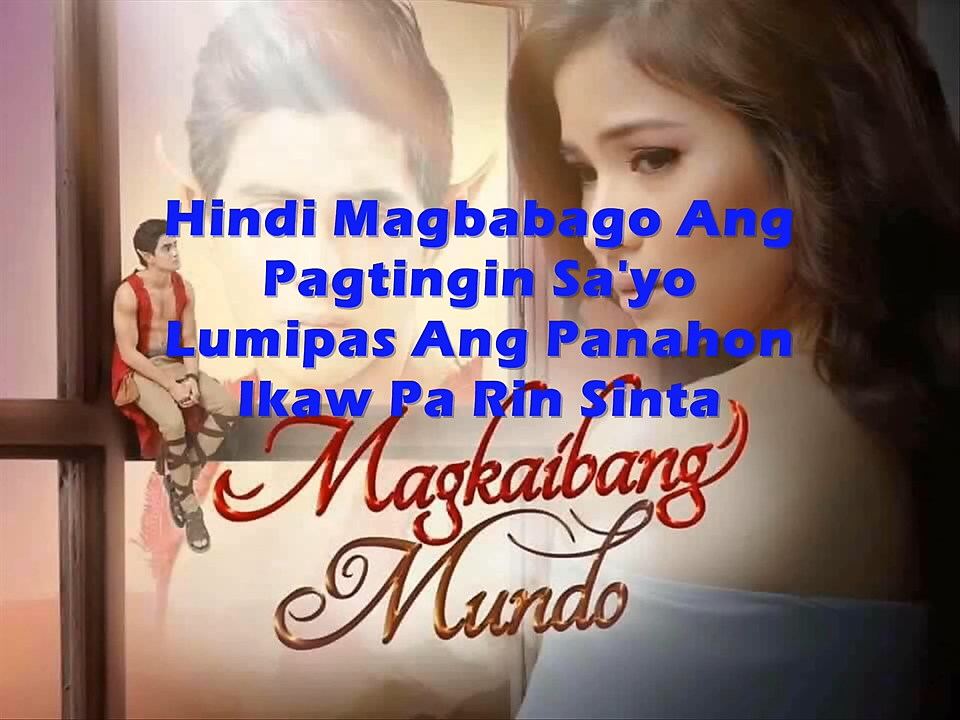 Hindi Magbabago Ang
Pagtingin Sa'yo
Lumipas Ang Panahon
Ikaw Pa Rin Sinta
Magkaibang
Mundo